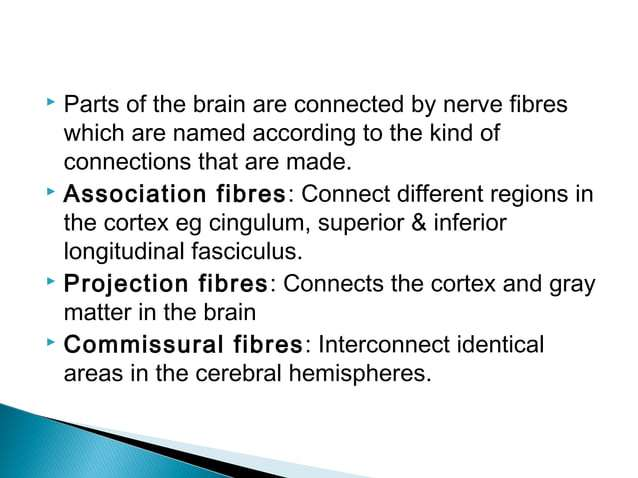 Parts of the brain are connected by nerve fibres
which are named according to the kind of
connections that are made.
Association fibres: Connect different regions in
the cortex eg cingulum, superior & inferior
longitudinal fasciculus.
Projection fibres: Connects the cortex and gray
matter in the brain
Commissural fibres: Interconnect identical
areas in the cerebral hemispheres.